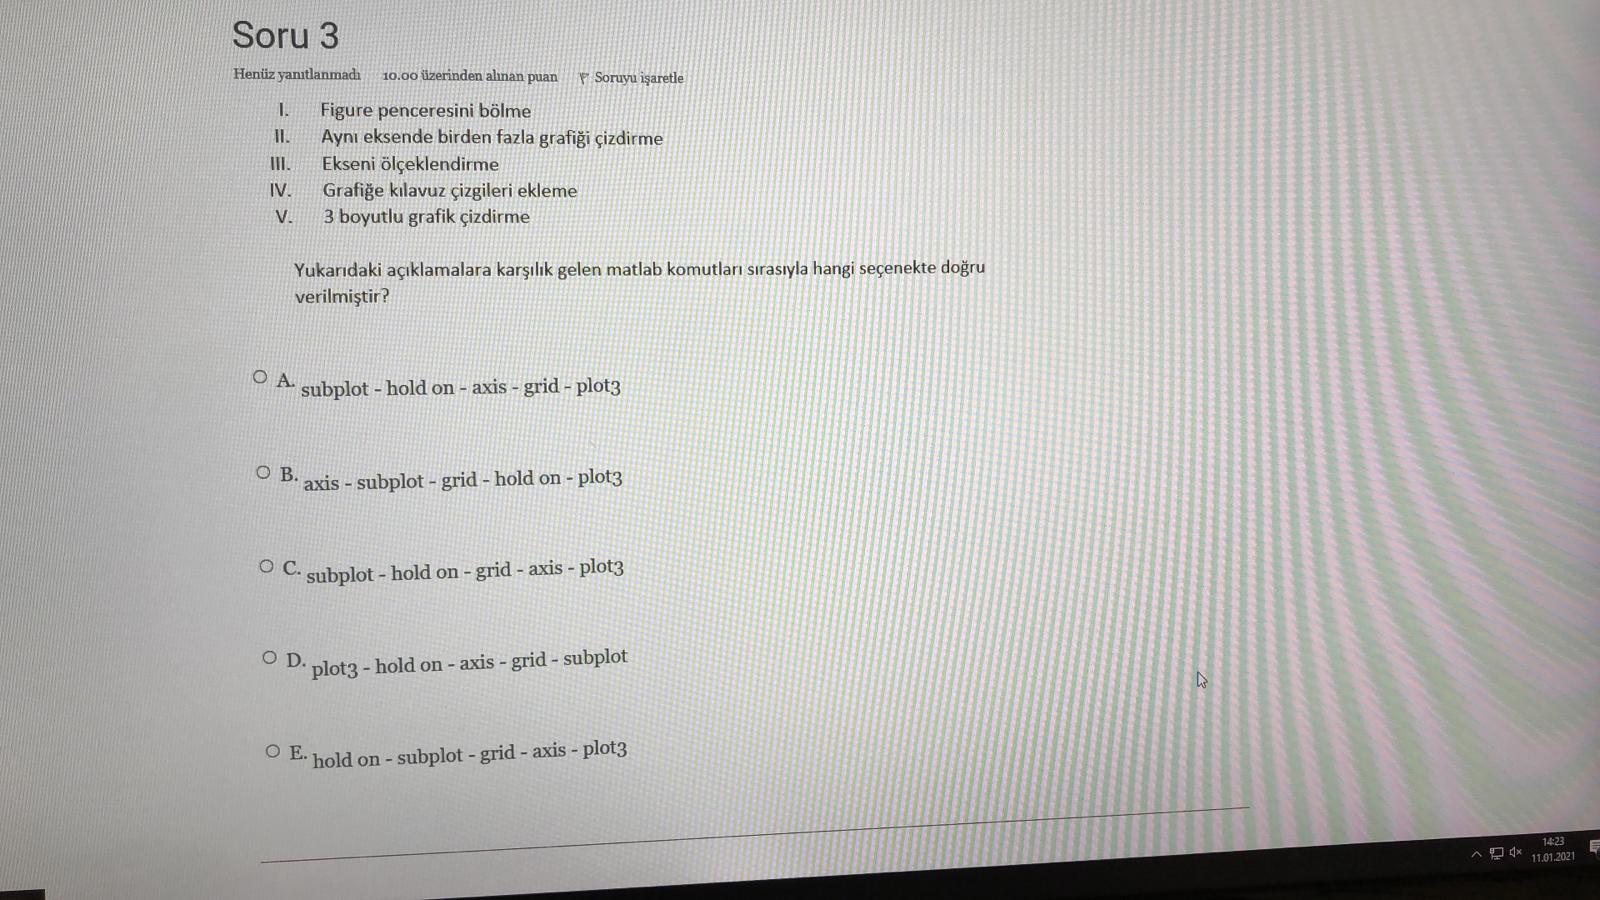 Soru 3
Henüz yanıtlanmadı 10.00 üzerinden alınan puan Soruyu işaretle
I. Figure penceresini bölme
II. Aynı eksende birden fazla grafiği çizdirme
III. Ekseni ölçeklendirme
IV. Grafiğe kılavuz çizgileri ekleme
V. 3 boyutlu grafik çizdirme
Yukarıdaki açıklamalara karşılık gelen matlab komutları sırasıyla hangi seçenekte doğru
verilmiştir?
A. subplot - hold on - axis - grid - plot3
B. axis - subplot - grid - hold on - plot3
C. subplot - hold on - grid - axis - plot3
D. plot3 - hold on - axis - grid - subplot
E. hold on - subplot - grid - axis - plot3
14:23
11.01.2021